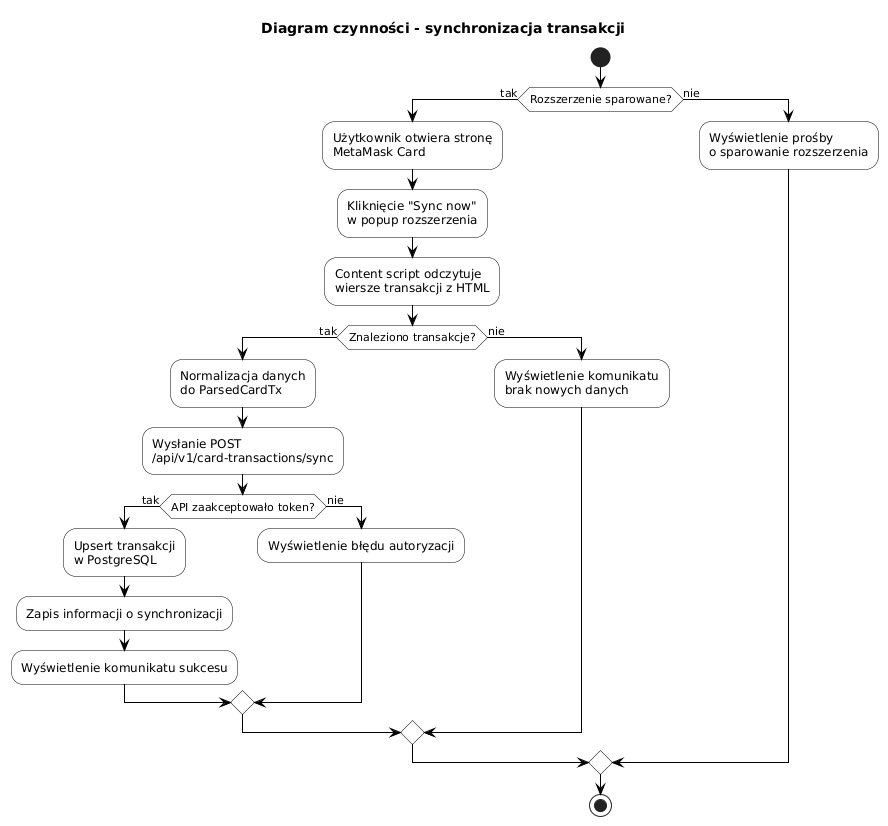 Diagram czynności - synchronizacja transakcji
tak
Rozszerzenie sparowane?
nie
Użytkownik otwiera stronę
MetaMask Card
Wyświetlenie prośby
o sparowanie rozszerzenia
Kliknięcie "Sync now"
w popup rozszerzenia
Content script odczytuje
wiersze transakcji z HTML
tak
Znaleziono transakcje?
nie
Normalizacja danych
do ParsedCardTx
Wyświetlenie komunikatu
brak nowych danych
Wysłanie POST
/api/v1/card-transactions/sync
tak
API zaakceptowało token?
nie
Upsert transakcji
w PostgreSQL
Wyświetlenie błędu autoryzacji
Zapis informacji o synchronizacji
Wyświetlenie komunikatu sukcesu